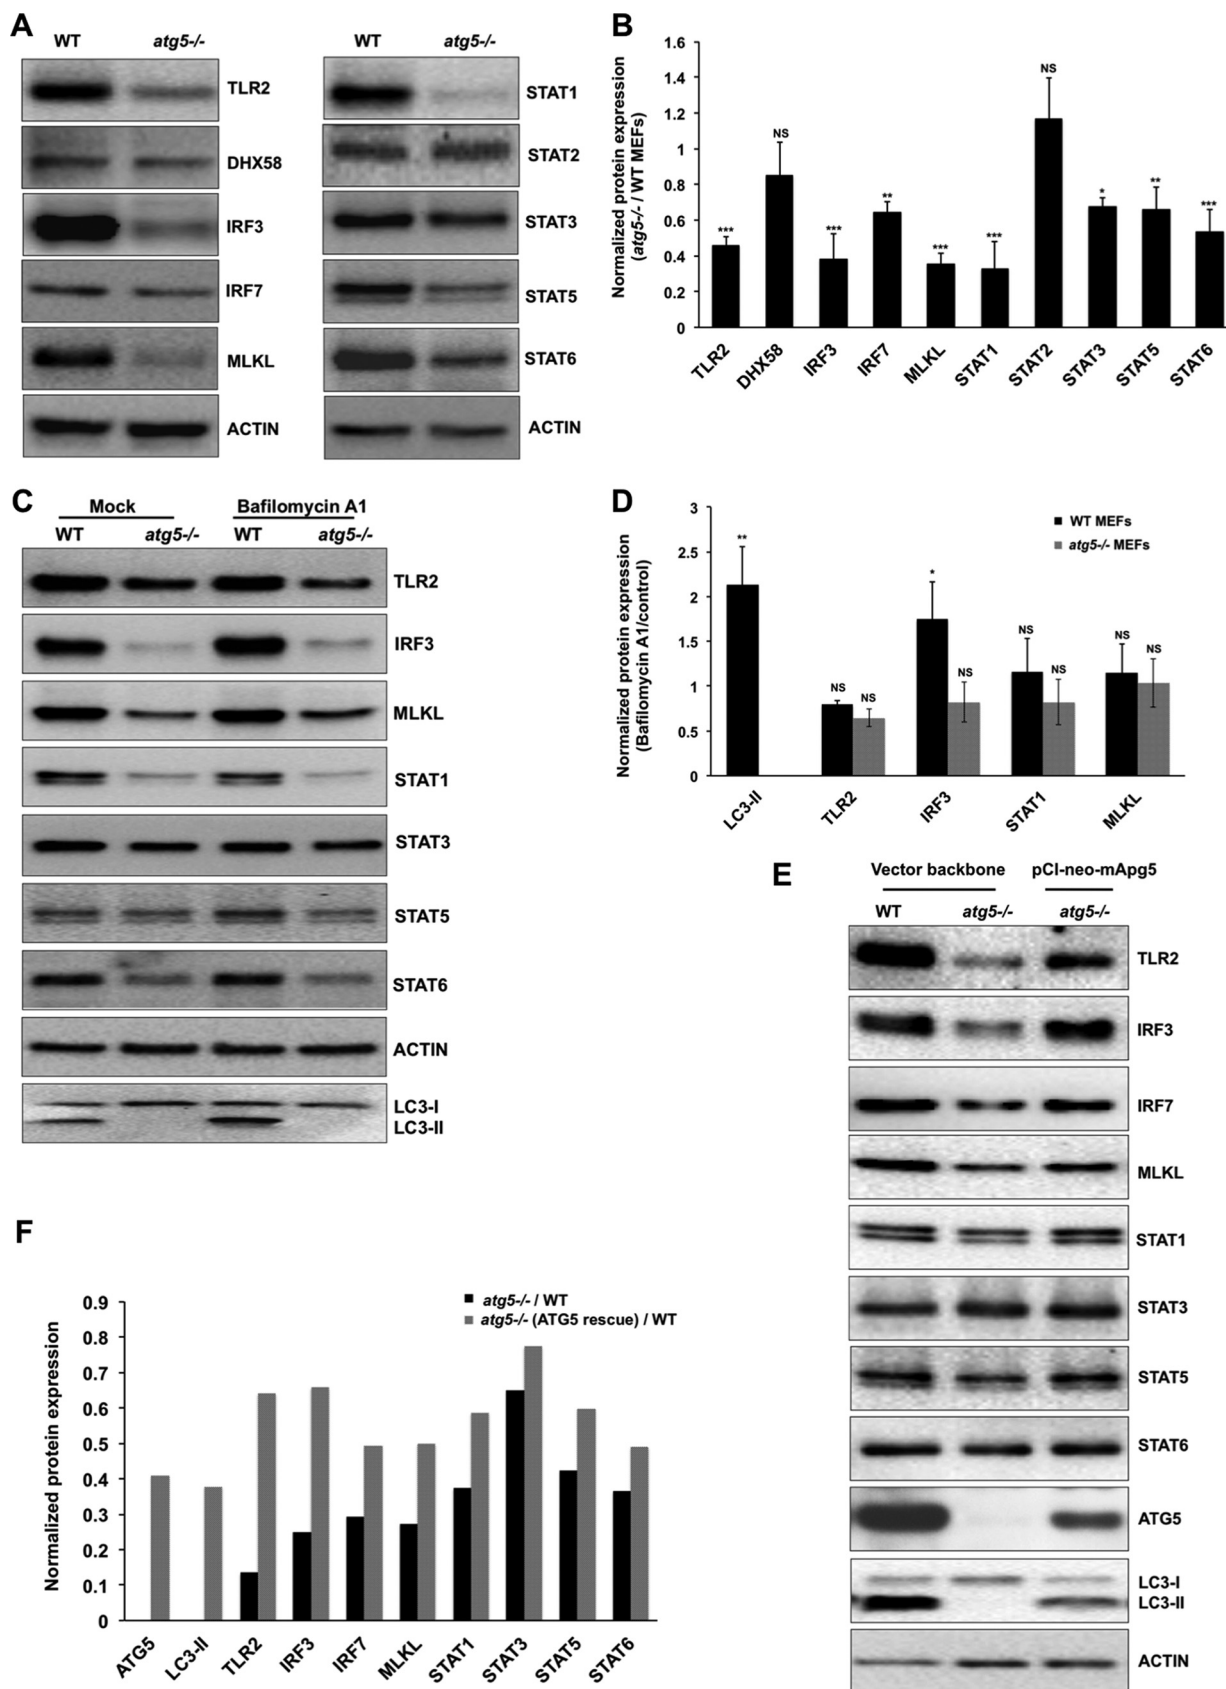 A
WT atg5-/-
TLR2
DHX58
IRF3
IRF7
MLKL
ACTIN
WT atg5-/-
STAT1
STAT2
STAT3
STAT5
STAT6
ACTIN
B
Normalized protein expression
(atg5-/- / WT MEFs)
1.6
1.4
1.2
1
0.8
0.6
0.4
0.2
0
***
NS
***
**
***
***
NS
*
**
***
TLR2 DHX58 IRF3 IRF7 MLKL STAT1 STAT2 STAT3 STAT5 STAT6
C
Mock Bafilomycin A1
WT atg5-/- WT atg5-/-
TLR2
IRF3
MLKL
STAT1
STAT3
STAT5
STAT6
ACTIN
LC3-I
LC3-II
D
Normalized protein expression
(Bafilomycin A1/control)
3
2.5
2
1.5
1
0.5
0
WT MEFs
atg5-/- MEFs
**
NS NS
*
NS
NS NS
NS NS
LC3-II TLR2 IRF3 STAT1 MLKL
E
Vector backbone pCI-neo-mApg5
WT atg5-/- atg5-/-
TLR2
IRF3
IRF7
MLKL
STAT1
STAT3
STAT5
STAT6
ATG5
LC3-I
LC3-II
ACTIN
F
Normalized protein expression
0.9
0.8
0.7
0.6
0.5
0.4
0.3
0.2
0.1
0
atg5-/- / WT
atg5-/- (ATG5 rescue) / WT
ATG5 LC3-II TLR2 IRF3 IRF7 MLKL STAT1 STAT3 STAT5 STAT6